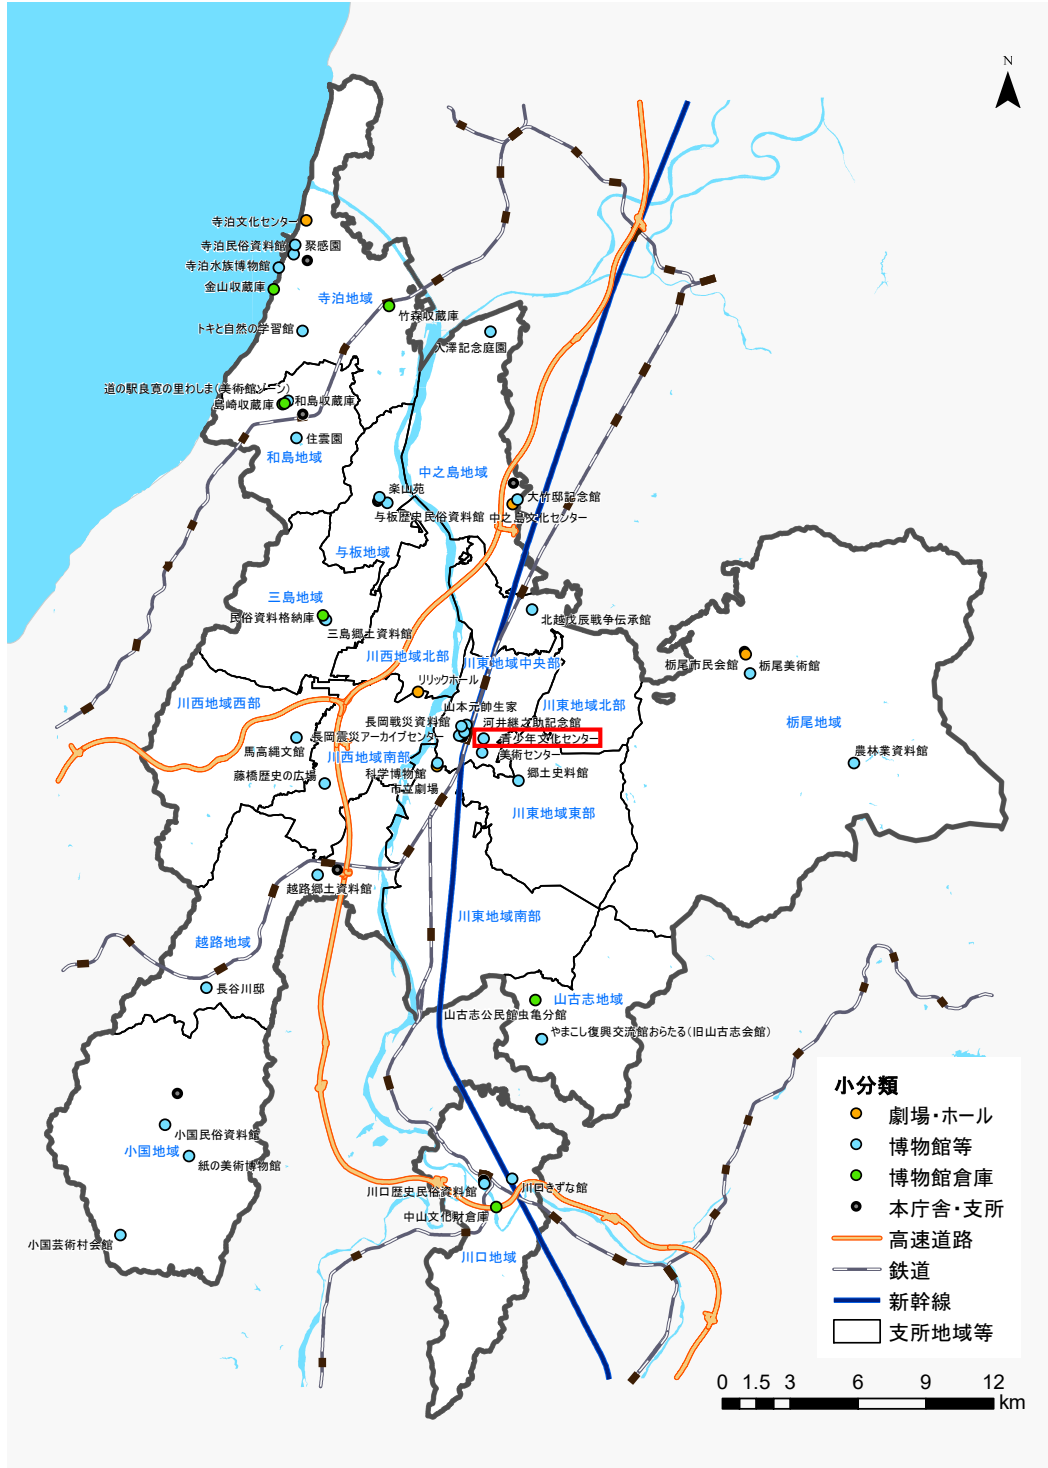 N
寺泊文化センター
寺泊民俗資料館
聚感園
寺泊水族博物館
金山収蔵庫
寺泊地域
竹森収蔵庫
トキと自然の学習館
入澤記念庭園
道の駅良寛の里わしま(美術館ゾーン)
島崎収蔵庫
和島収蔵庫
住雲園
和島地域
中之島地域
楽山苑
大竹邸記念館
与板歴史民俗資料館
中之島文化センター
与板地域
三島地域
民俗資料格納庫
三島郷土資料館
北越戊辰戦争伝承館
川西地域北部
川東地域中央部
栃尾市民会館
栃尾美術館
リリックホール
川西地域西部
山本元帥生家
川東地域北部
長岡戦災資料館
河井継之助記念館
栃尾地域
長岡震災アーカイブセンター
青少年文化センター
馬高縄文館
川西地域南部
美術センター
農林業資料館
藤橋歴史の広場
科学博物館
郷土史料館
市立劇場
川東地域東部
越路郷土資料館
川東地域南部
越路地域
長谷川邸
山古志地域
山古志公民館虫亀分館
やまこし復興交流館おらたる(旧山古志会館)
小国民俗資料館
小国地域
紙の美術博物館
川口歴史民俗資料館
川口きずな館
中山文化財倉庫
小国芸術村会館
川口地域
小分類
劇場・ホール
博物館等
博物館倉庫
本庁舎・支所
高速道路
鉄道
新幹線
支所地域等
0 1.5 3 6 9 12
km